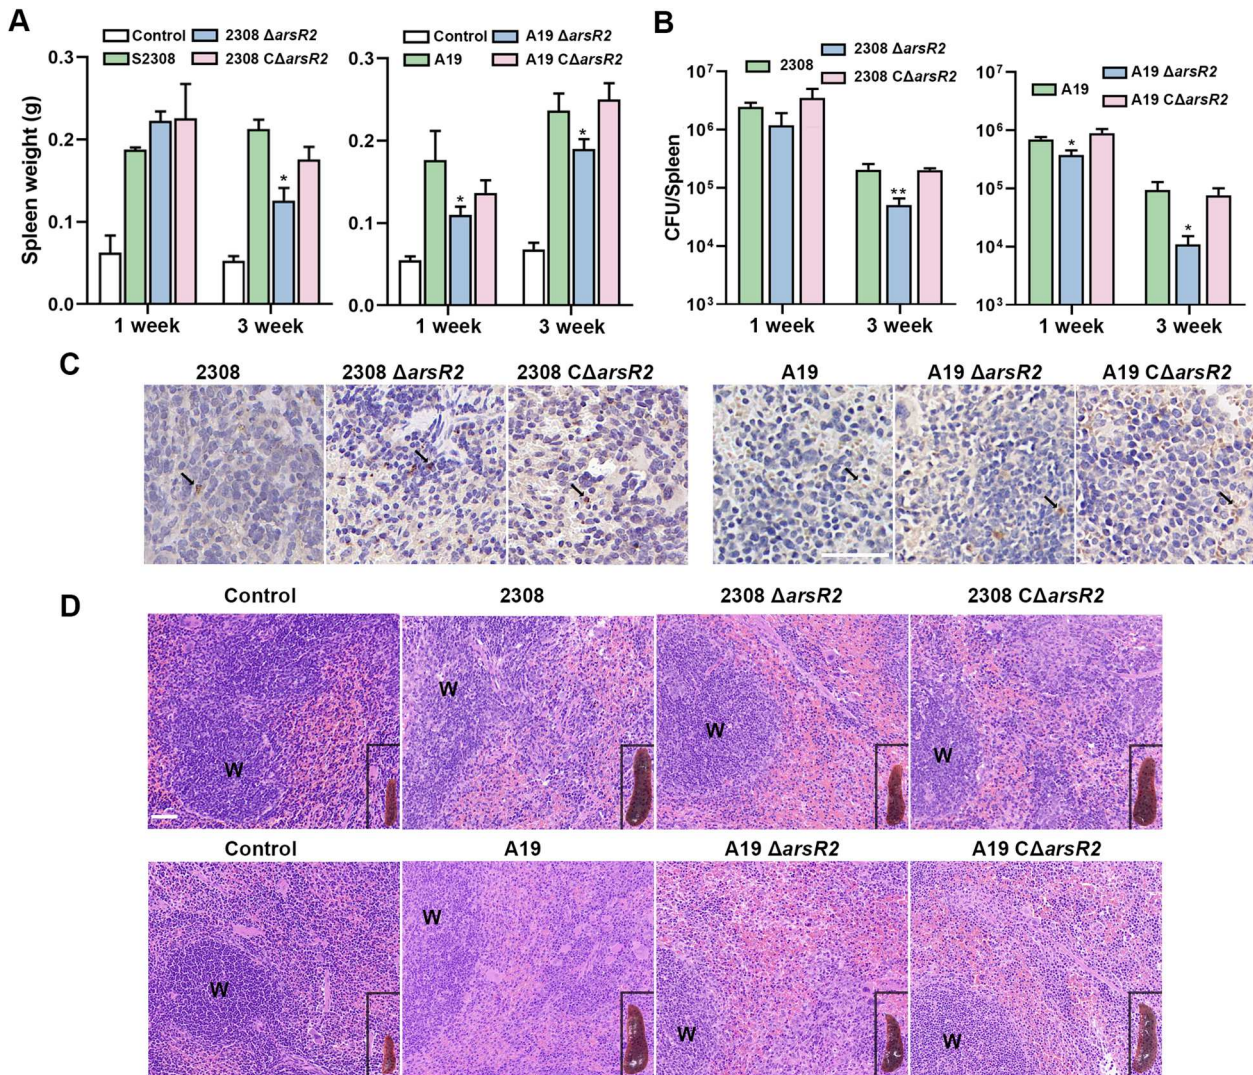 A
Control 2308 ΔarsR2
S2308 2308 CΔarsR2
Spleen weight (g)
0.3
0.2
0.1
0.0
1 week 3 week
Control A19 ΔarsR2
A19 A19 CΔarsR2
0.3
0.2
0.1
0.0
1 week 3 week
B
2308 2308 ΔarsR2
2308 CΔarsR2
CFU/Spleen
10⁷
10⁶
10⁵
10⁴
10³
1 week 3 week
A19 A19 ΔarsR2
A19 CΔarsR2
10⁷
10⁶
10⁵
10⁴
10³
1 week 3 week
* * * ** * *
C
2308 2308 ΔarsR2 2308 CΔarsR2 A19 A19 ΔarsR2 A19 CΔarsR2
D
Control 2308 2308 ΔarsR2 2308 CΔarsR2
W W W W
Control A19 A19 ΔarsR2 A19 CΔarsR2
W W W W